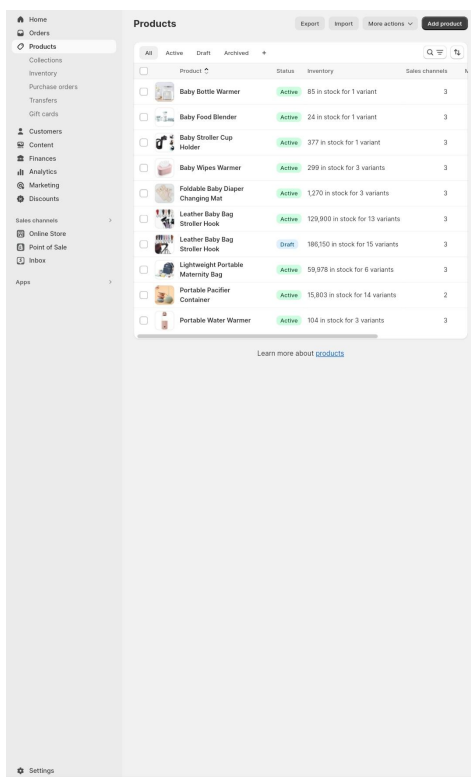 Home
Orders
Products
Collections
Inventory
Purchase orders
Transfers
Gift cards
Customers
Content
Finances
Analytics
Marketing
Discounts
Sales channels
Online Store
Point of Sale
Inbox
Apps
Settings
Products
Export Import More actions Add product
All Active Draft Archived +
Product Status Inventory Sales channels M
Baby Bottle Warmer Active 85 in stock for 1 variant 3
Baby Food Blender Active 24 in stock for 1 variant 3
Baby Stroller Cup
Holder Active 377 in stock for 1 variant 3
Baby Wipes Warmer Active 299 in stock for 3 variants 3
Foldable Baby Diaper
Changing Mat Active 1,270 in stock for 3 variants 3
Leather Baby Bag
Stroller Hook Active 129,900 in stock for 13 variants 3
Leather Baby Bag
Stroller Hook Draft 186,150 in stock for 15 variants 3
Lightweight Portable
Maternity Bag Active 59,978 in stock for 6 variants 3
Portable Pacifier
Container Active 15,803 in stock for 14 variants 2
Portable Water Warmer Active 104 in stock for 3 variants 3
Learn more about products